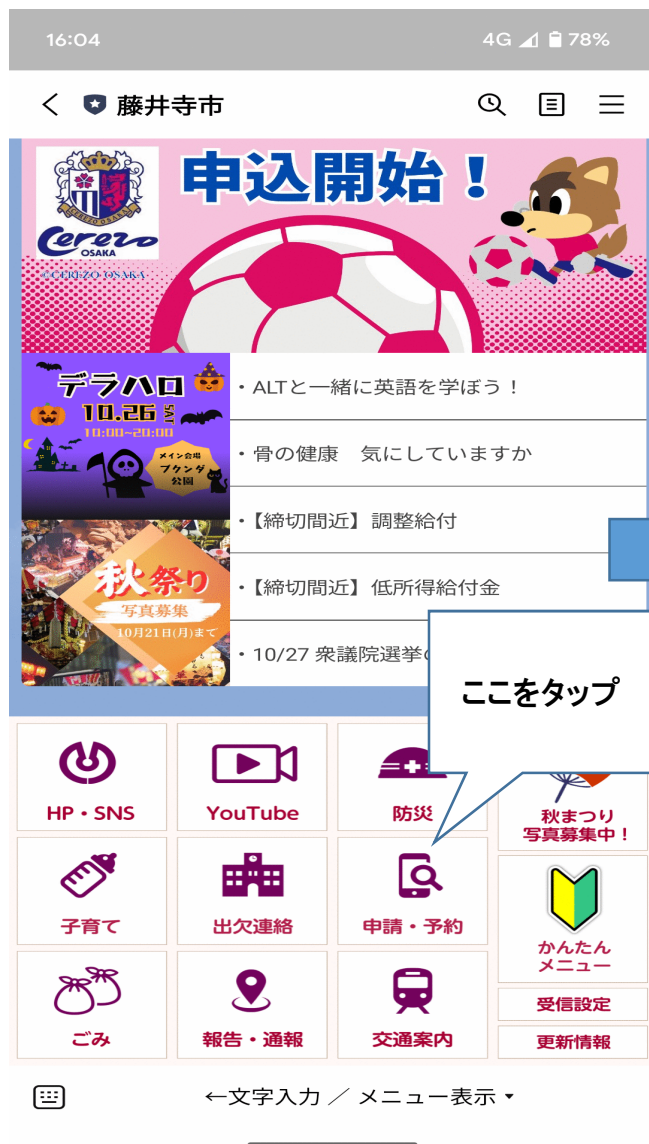 16:04
4G 78%
藤井寺市
申込開始！
CEREZO OSAKA
Cerezo
OSAKA
©CEREZO OSAKA
デラハロ
10.26 SAT
10:00-20:00
メイン会場
ブクンダ
公園
・ALTと一緒に英語を学ぼう！
・骨の健康　気にしていますか
・【締切間近】調整給付
・【締切間近】低所得給付金
・10/27 衆議院選挙
秋祭り
写真募集
10月21日(月)まで
ここをタップ
HP・SNS
YouTube
防災
秋まつり
写真募集中！
子育て
出欠連絡
申請・予約
かんたん
メニュー
ごみ
報告・通報
交通案内
受信設定
更新情報
←文字入力 ／ メニュー表示 ▾